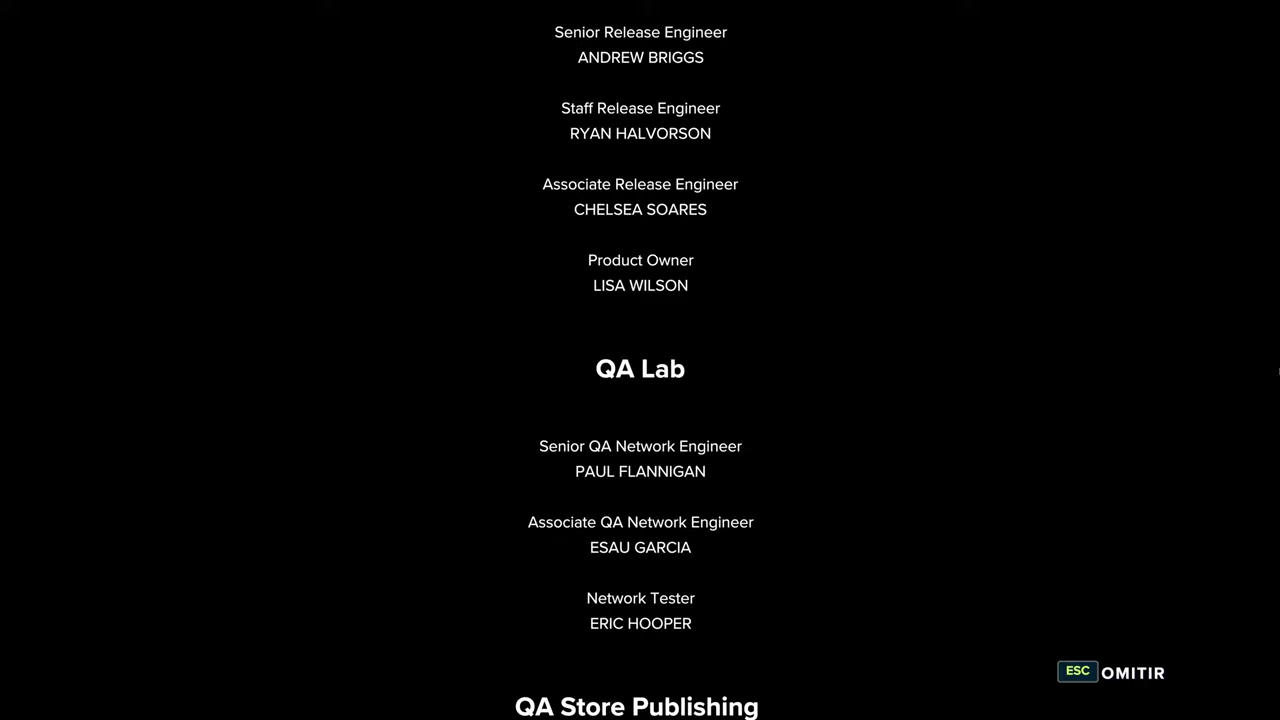 Senior Release Engineer
ANDREW BRIGGS
Staff Release Engineer
RYAN HALVORSON
Associate Release Engineer
CHELSEA SOARES
Product Owner
LISA WILSON
QA Lab
Senior QA Network Engineer
PAUL FLANNIGAN
Associate QA Network Engineer
ESAU GARCIA
Network Tester
ERIC HOOPER
ESC OMITIR
QA Store Publishing